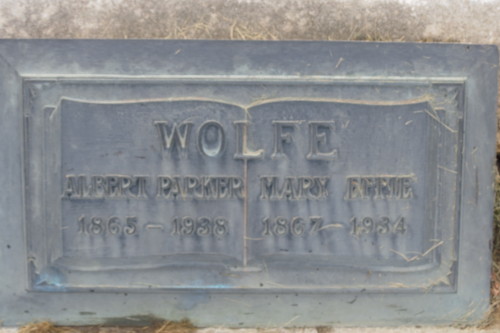 WOLFE
ALBERT PARKER MARY EFFIE
1865 - 1938 1867 - 1934